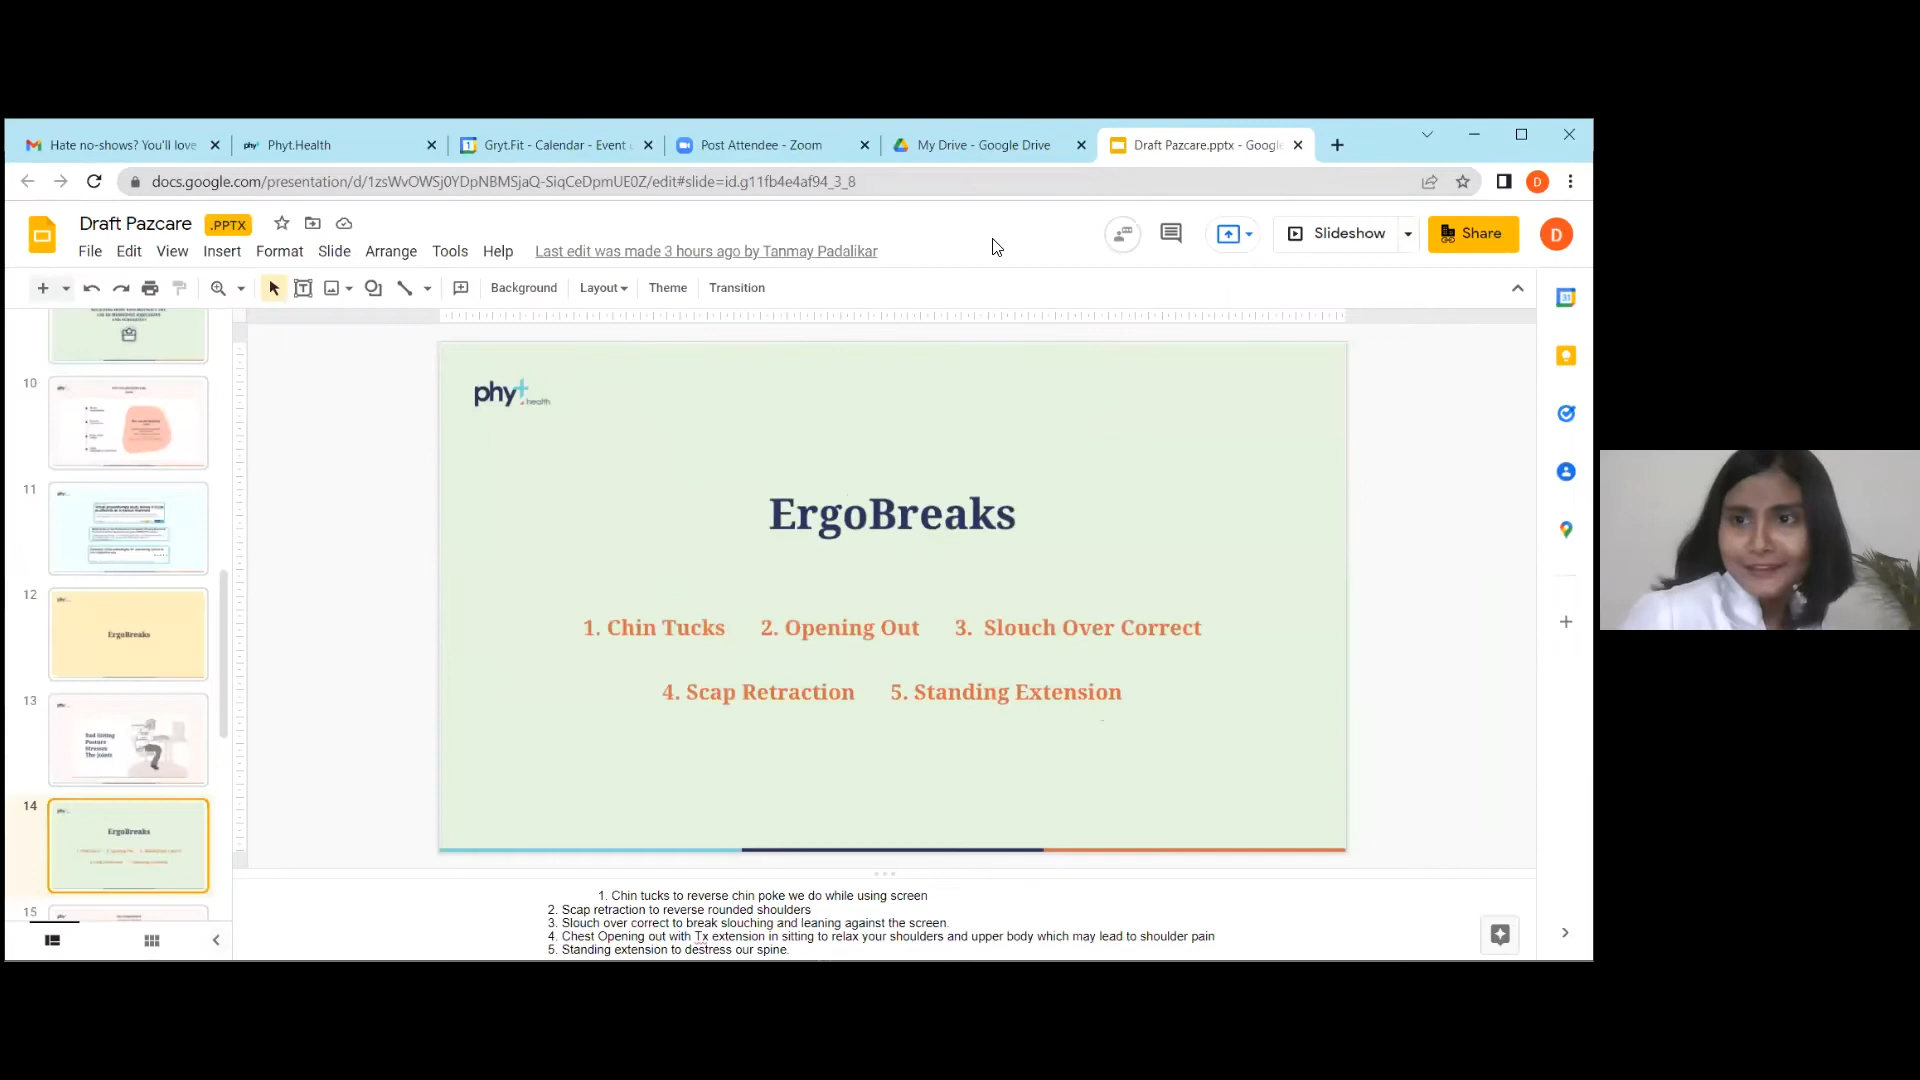 Hate no-shows? You'll love
Phyt.Health
Gryt.Fit - Calendar - Event
Post Attendee - Zoom
My Drive - Google Drive
Draft Pazcare.pptx - Google
docs.google.com/presentation/d/1zsWvOWSj0YDpNBMSjaQ-SiqCeDpmUE0Z/edit#slide=id.g11fb4e4af94_3_8
D
Draft Pazcare .PPTX
Slideshow
Share
D
File Edit View Insert Format Slide Arrange Tools Help Last edit was made 3 hours ago by Tanmay Padalikar
Background Layout Theme Transition
10
11
12
ErgoBreaks
13
Bad Sitting
Posture
Stresses
The Joints
14
ErgoBreaks
15
phyt health
ErgoBreaks
1. Chin Tucks 2. Opening Out 3. Slouch Over Correct
4. Scap Retraction 5. Standing Extension
1. Chin tucks to reverse chin poke we do while using screen
2. Scap retraction to reverse rounded shoulders
3. Slouch over correct to break slouching and leaning against the screen.
4. Chest Opening out with Tx extension in sitting to relax your shoulders and upper body which may lead to shoulder pain
5. Standing extension to destress our spine.